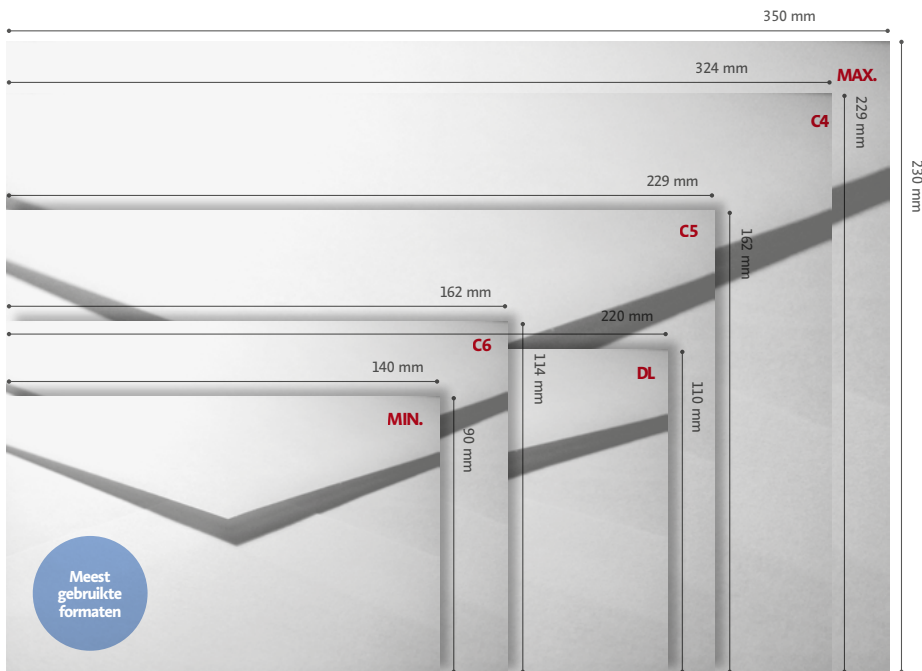 350 mm
324 mm
MAX.
229 mm
C4
230 mm
229 mm
C5
162 mm
162 mm
220 mm
C6
114 mm
140 mm
DL
110 mm
MIN.
90 mm
Meest
gebruikte
formaten